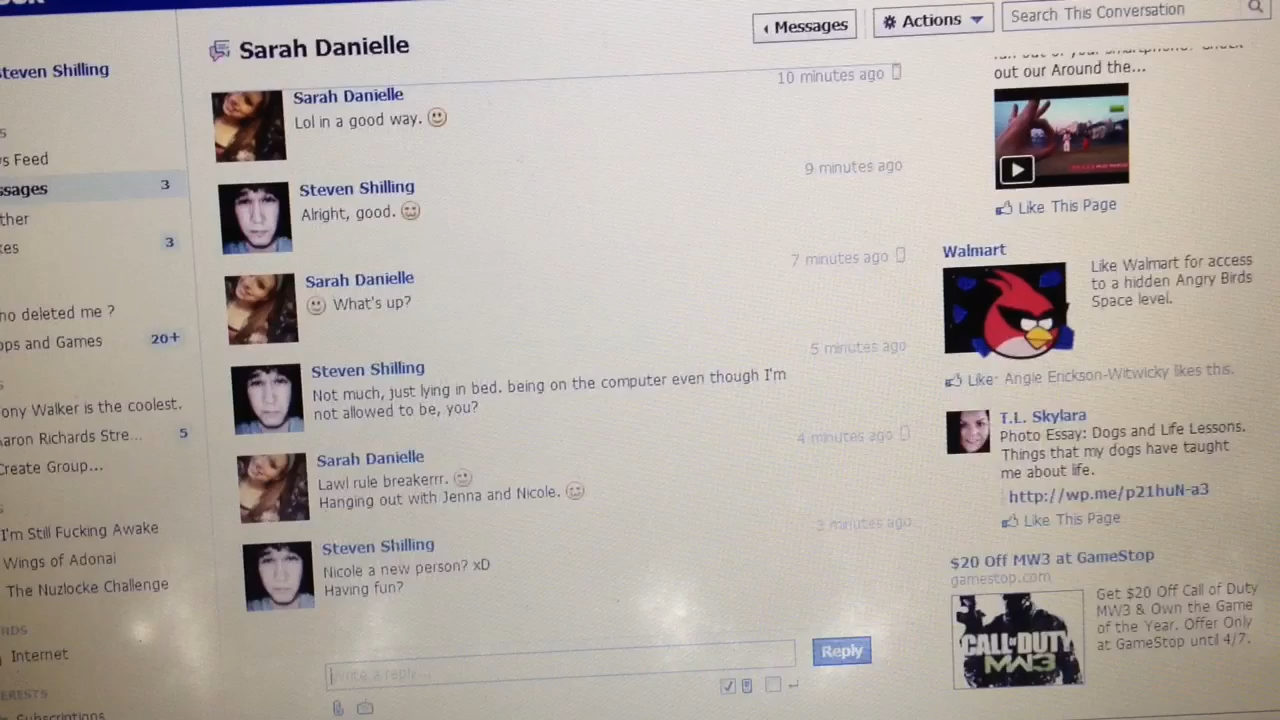 Steven Shilling
s Feed
ssages 3
ther
3
no deleted me ?
ps and Games 20+
ony Walker is the coolest.
aron Richards Stre... 5
Create Group...
I'm Still Fucking Awake
Wings of Adonai
The Nuzlocke Challenge
Internet
Subscriptions
Sarah Danielle
Messages
Actions
Search This Conversation
10 minutes ago
Sarah Danielle
Lol in a good way.
9 minutes ago
Steven Shilling
Alright, good.
7 minutes ago
Sarah Danielle
What's up?
5 minutes ago
Steven Shilling
Not much, just lying in bed. being on the computer even though I'm
not allowed to be, you?
4 minutes ago
Sarah Danielle
Lawl rule breakerrr.
Hanging out with Jenna and Nicole.
3 minutes ago
Steven Shilling
Nicole a new person? xD
Having fun?
Write a reply...
Reply
out our Around the...
Like This Page
Walmart
Like Walmart for access
to a hidden Angry Birds
Space level.
Like · Angie Erickson-Witwicky likes this.
T.L. Skylara
Photo Essay: Dogs and Life Lessons.
Things that my dogs have taught
me about life.
http://wp.me/p21huN-a3
Like This Page
$20 Off MW3 at GameStop
gamestop.com
CALL OF DUTY
MW3
Get $20 Off Call of Duty
MW3 & Own the Game
of the Year. Offer Only
at GameStop until 4/7.